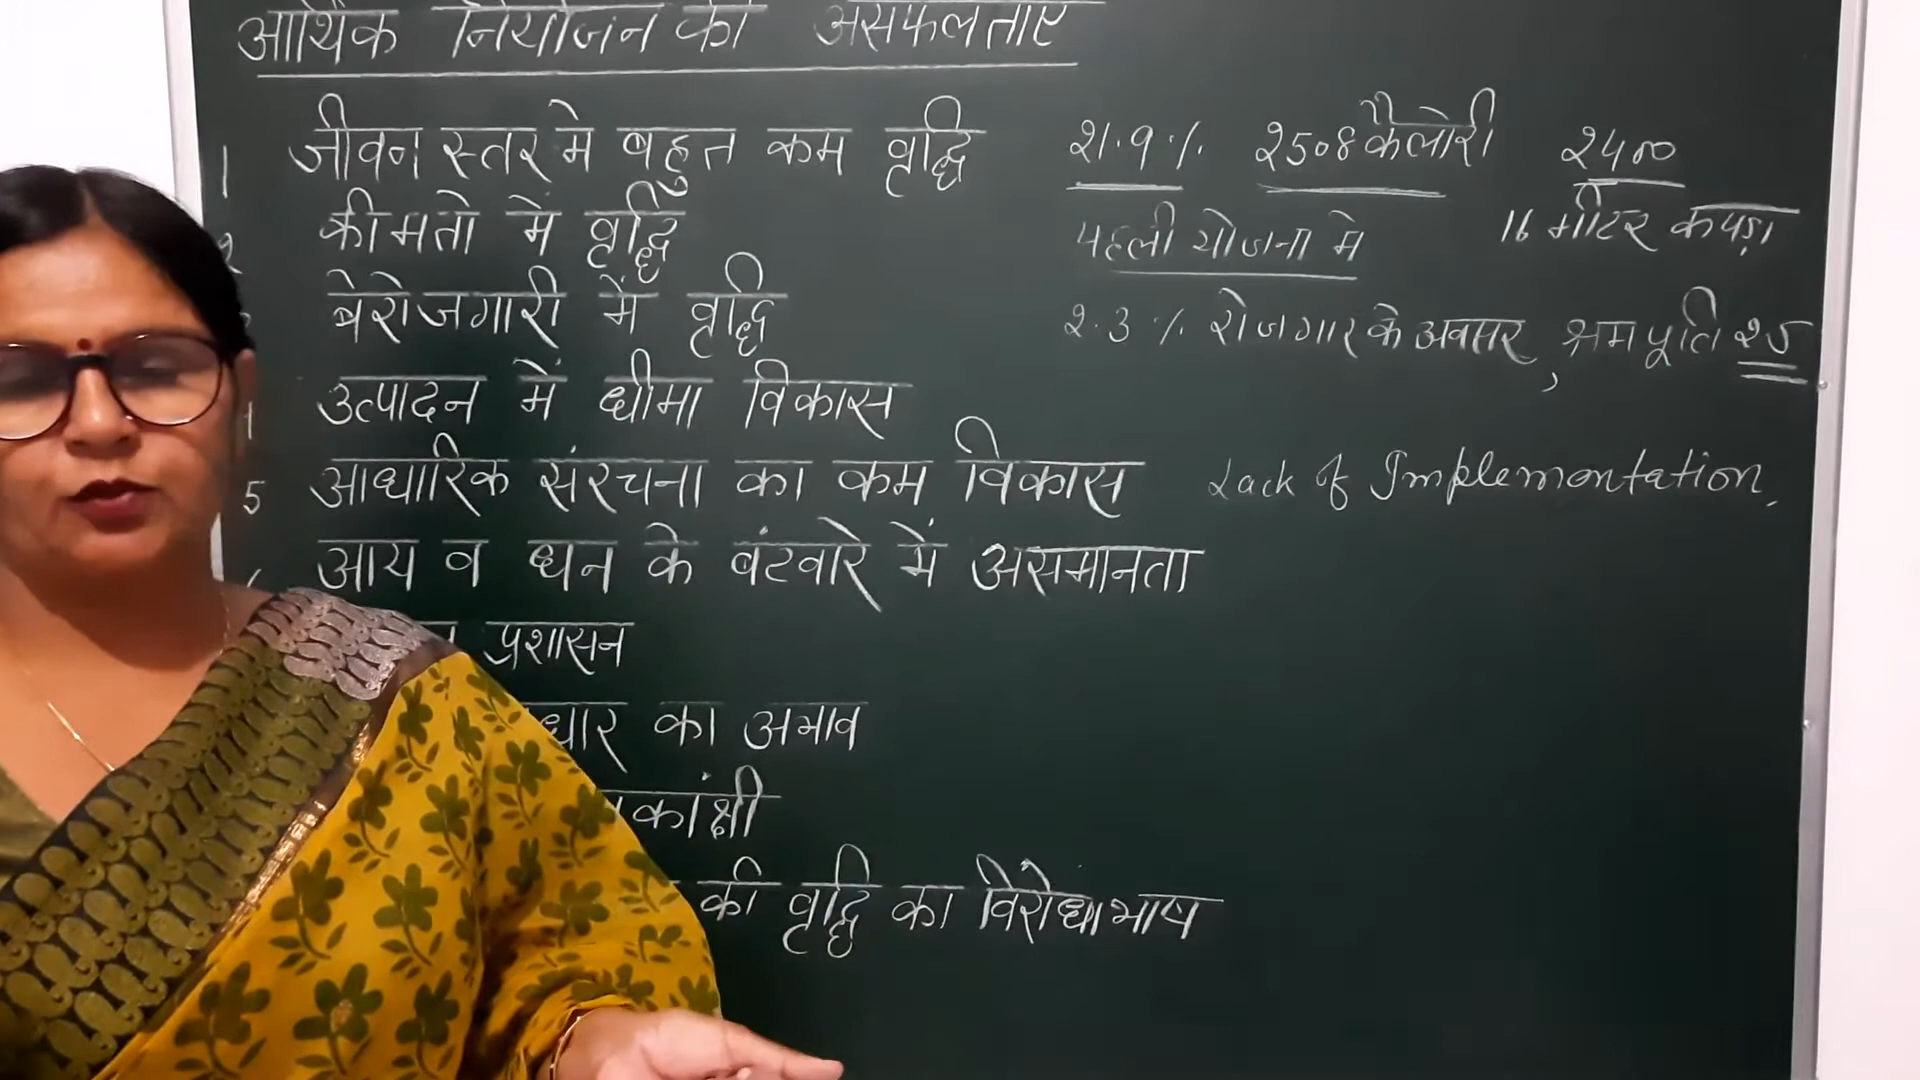 आर्थिक नियोजन की असफलताएं
1 जीवन स्तर मे बहुत कम वृद्धि 21.9% 2508 कैलोरी 2400
2 कीमतो में वृद्धि पहली योजना मे 16 मीटर कपड़ा
बेरोजगारी में वृद्धि 2.3% रोजगार के अवसर, श्रम पूर्ति 25
उत्पादन में धीमा विकास
5 आधारिक संरचना का कम विकास Lack of Implemontation,
आय व धन के बंटवारे में असमानता
प्रशासन
का अभाव
की वृद्धि का विरोधाभाष